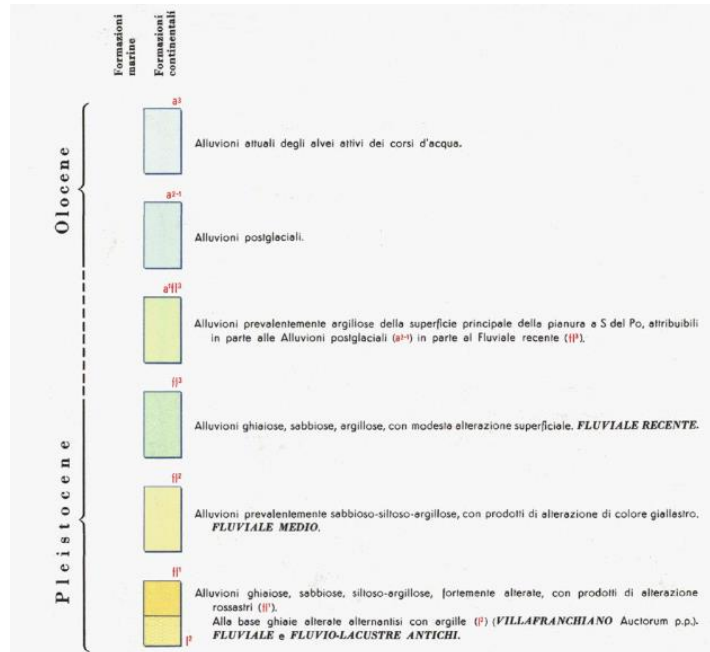 Formazioni
marine
Formazioni
continentali
Olocene
Pleistocene
a³
Alluvioni attuali degli alvei attivi dei corsi d'acqua.
a²⁻¹
Alluvioni postglaciali.
a¹fl³
Alluvioni prevalentemente argillose della superficie principale della pianura a S del Po, attribuibili
in parte alle Alluvioni postglaciali (a²⁻¹) in parte al Fluviale recente (fl³).
fl³
Alluvioni ghiaiose, sabbiose, argillose, con modesta alterazione superficiale. FLUVIALE RECENTE.
fl²
Alluvioni prevalentemente sabbioso-siltoso-argillose, con prodotti di alterazione di colore giallastro.
FLUVIALE MEDIO.
fl¹
Alluvioni ghiaiose, sabbiose, siltoso-argillose, fortemente alterate, con prodotti di alterazione
rossastri (fl¹).
Alla base ghiaie alterate alternantisi con argille (l²) (VILLAFRANCHIANO Auctorum p.p.).
FLUVIALE e FLUVIO-LACUSTRE ANTICHI.
l²